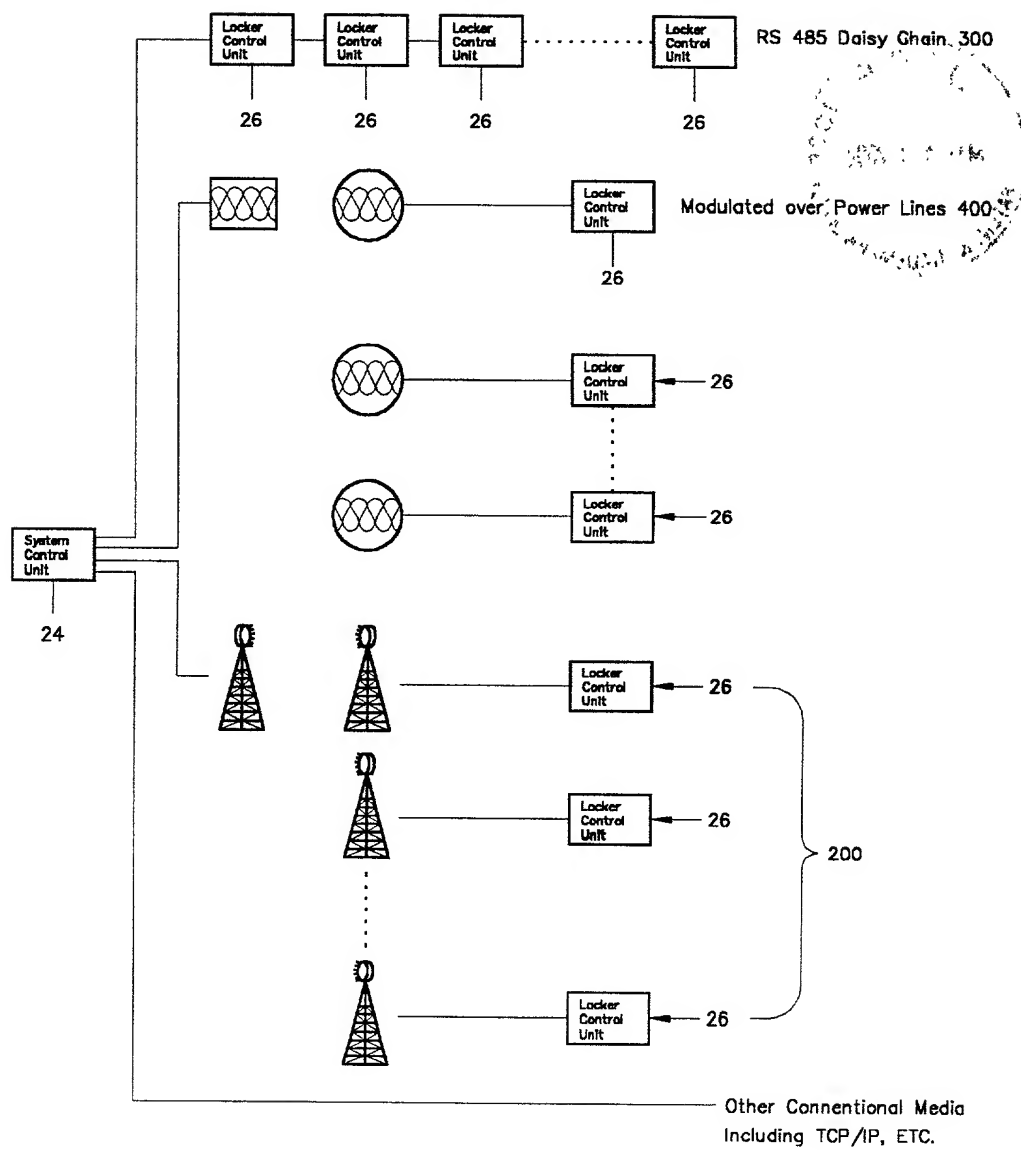 Locker
Control
Unit
Locker
Control
Unit
Locker
Control
Unit
Locker
Control
Unit
RS 485 Daisy Ghain 300
26
26
26
26
Locker
Control
Unit
Modulated over Power Lines 400
26
Locker
Control
Unit
26
Locker
Control
Unit
26
System
Control
Unit
24
Locker
Control
Unit
26
Locker
Control
Unit
26
200
Locker
Control
Unit
26
Other Connentional Media
Including TCP/IP, ETC.